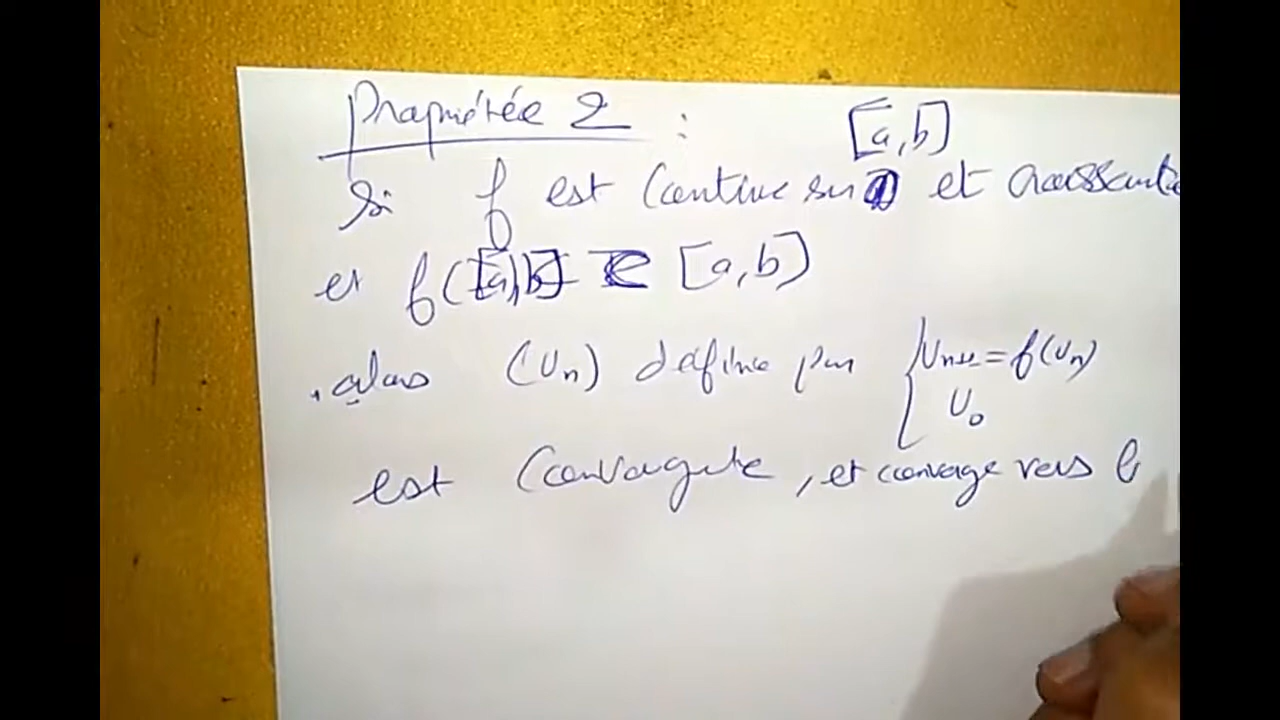 Propriétée 2 : [a,b]
Si f est continue sur et croissante
et f([a,b]) ⊂ [a,b]
alors (Un) définie par { Un+1 = f(Un)
U0
est convergente, et converge vers l